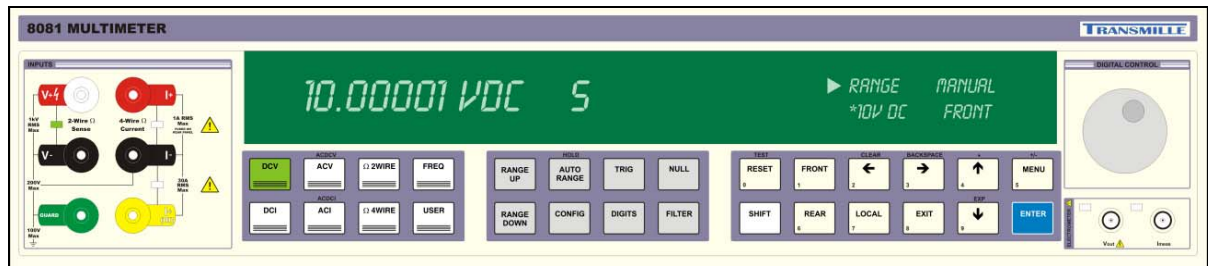 8081 MULTIMETER
TRANSMILLE
INPUTS
V+
I+
1kV RMS Max
2-Wire Ω Sense
4-Wire Ω Current
1A RMS Max
V-
I-
200V Max
30A RMS Max
GUARD
100V Max
10.00001 VDC S
▶ RANGE MANUAL
*10V DC FRONT
DIGITAL CONTROL
ACDCV
DCV
ACV
Ω 2WIRE
FREQ
ACDCI
DCI
ACI
Ω 4WIRE
USER
HOLD
RANGE UP
AUTO RANGE
TRIG
NULL
RANGE DOWN
CONFIG
DIGITS
FILTER
TEST
CLEAR
BACKSPACE
+/-
RESET
0
FRONT
1
←
2
→
3
↑
4
MENU
5
EXP
SHIFT
REAR
6
LOCAL
7
EXIT
8
↓
9
ENTER
ELECTROMETER
Vout